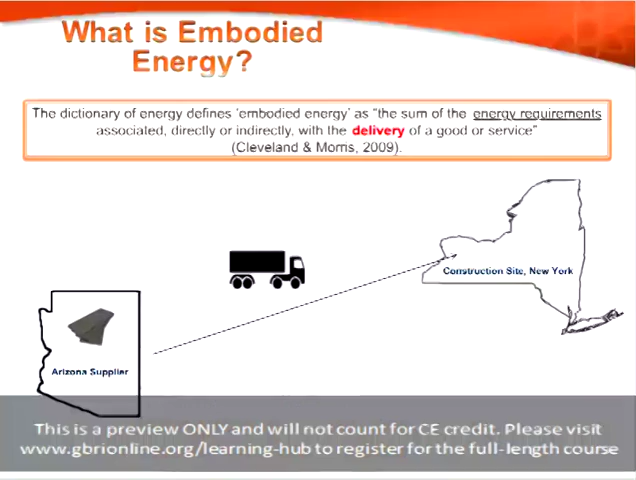 What is Embodied
Energy?
The dictionary of energy defines 'embodied energy' as "the sum of the energy requirements
associated, directly or indirectly, with the delivery of a good or service"
(Cleveland & Morris, 2009).
Construction Site, New York
Arizona Supplier
This is a preview ONLY and will not count for CE credit. Please visit
www.gbrionline.org/learning-hub to register for the full-length course